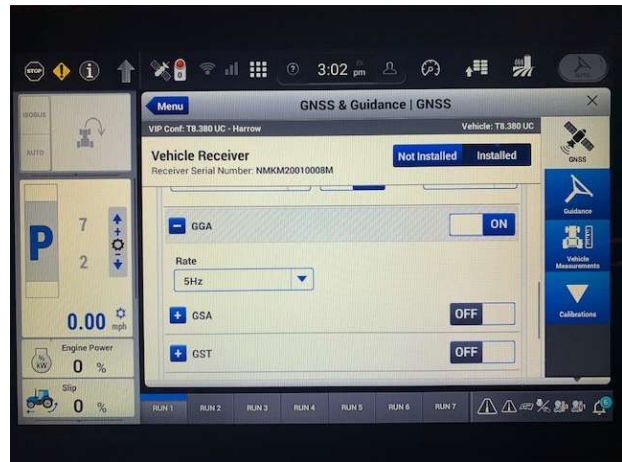 STOP
3:02 pm
AUTO
ISOBUS
AUTO
Menu
GNSS & Guidance | GNSS
VIP Conf: T8.380 UC - Harrow
Vehicle: T8.380 UC
Vehicle Receiver
Receiver Serial Number: NMKM20010008M
Not Installed
Installed
GNSS
Guidance
Vehicle
Measurements
Calibrations
GGA
ON
Rate
5Hz
GSA
OFF
GST
OFF
P
7
2
0.00 mph
Engine Power
%
kW
0 %
Slip
0 %
RUN 1
RUN 2
RUN 3
RUN 4
RUN 5
RUN 6
RUN 7